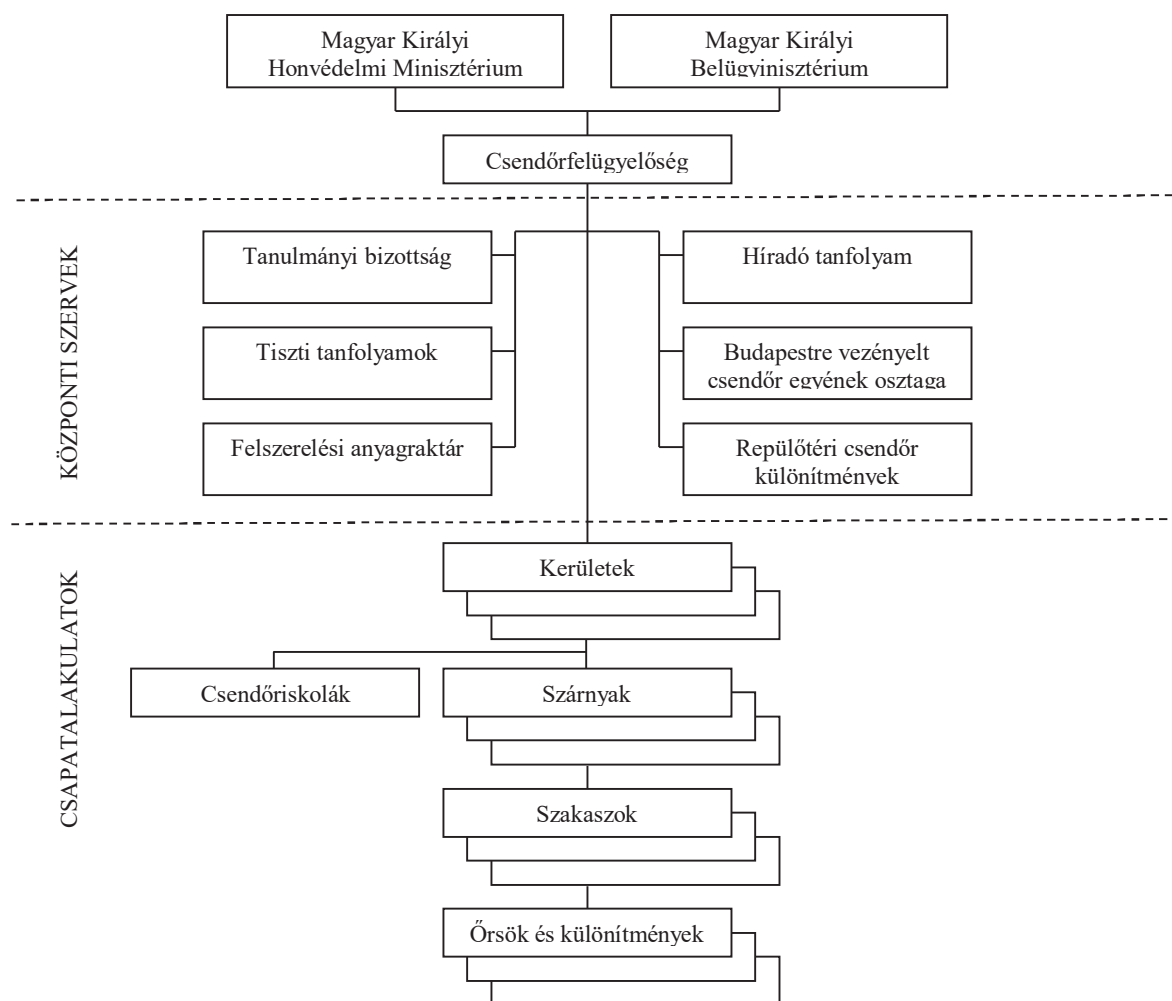 Magyar Királyi
Honvédelmi Minisztérium
Magyar Királyi
Belügyinisztérium
Csendőrfelügyelőség
KÖZPONTI SZERVEK
Tanulmányi bizottság
Híradó tanfolyam
Tiszti tanfolyamok
Budapestre vezényelt
csendőr egyének osztaga
Felszerelési anyagraktár
Repülőtéri csendőr
különítmények
CSAPATALAKULATOK
Kerületek
Csendőriskolák
Szárnyak
Szakaszok
Őrsök és különítmények